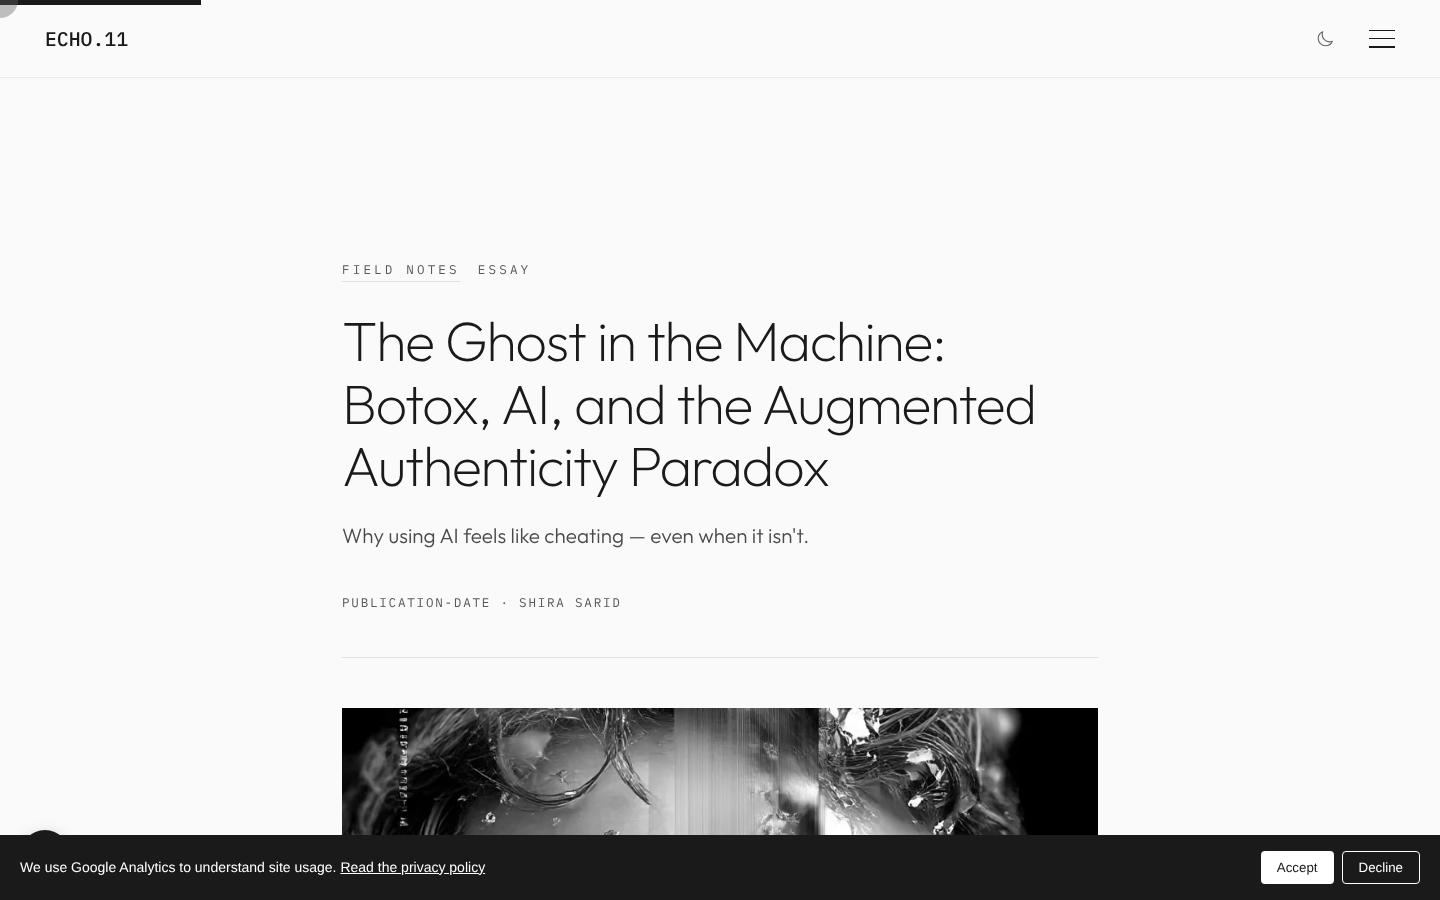 ECHO.11
FIELD NOTES ESSAY
The Ghost in the Machine:
Botox, AI, and the Augmented
Authenticity Paradox
Why using AI feels like cheating — even when it isn't.
PUBLICATION-DATE · SHIRA SARID
We use Google Analytics to understand site usage. Read the privacy policy
Accept
Decline